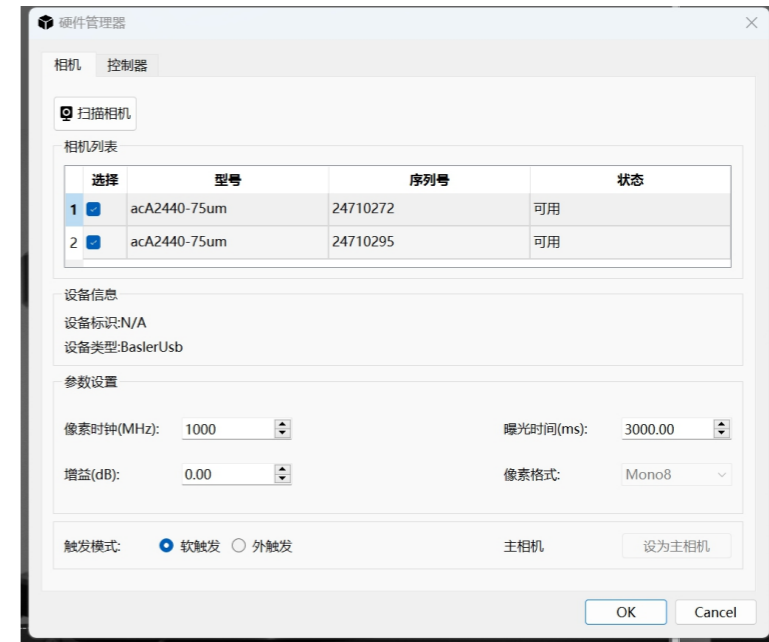 硬件管理器
相机 控制器
扫描相机
相机列表
选择 型号 序列号 状态
1 acA2440-75um 24710272 可用
2 acA2440-75um 24710295 可用
设备信息
设备标识:N/A
设备类型:BaslerUsb
参数设置
像素时钟(MHz): 1000 曝光时间(ms): 3000.00
增益(dB): 0.00 像素格式: Mono8
触发模式: 软触发 外触发 主相机 设为主相机
OK Cancel